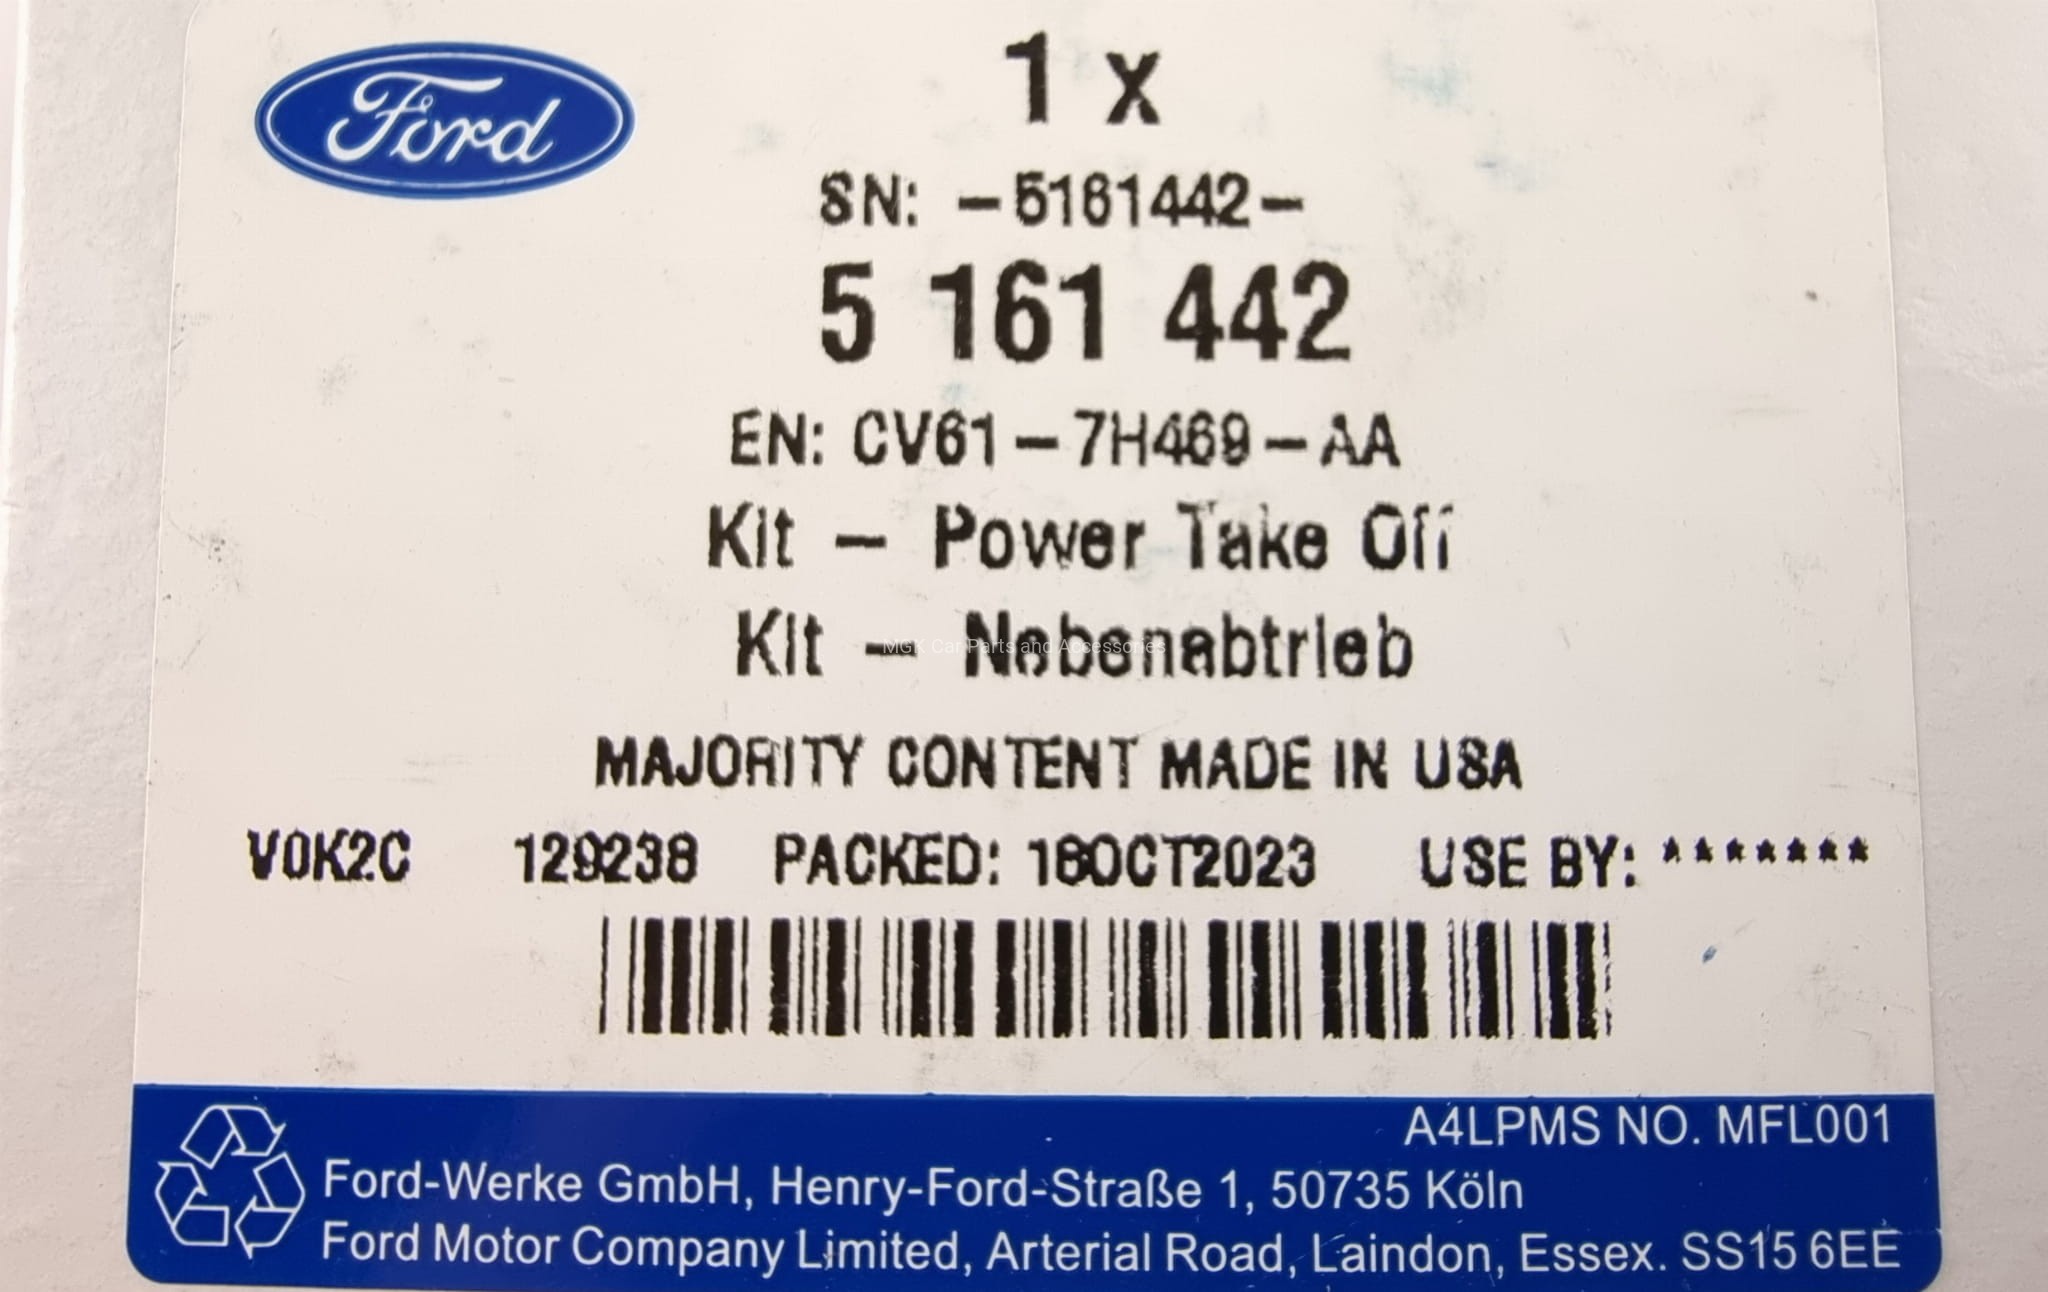 Ford
1 x
SN: -5161442-
5 161 442
EN: CV61-7H469-AA
Kit - Power Take Off
Kit - Nebenabtrieb
MGK Car Parts and Accessories
MAJORITY CONTENT MADE IN USA
V0K2C 129238 PACKED: 16OCT2023 USE BY: *******
A4LPMS NO. MFL001
Ford-Werke GmbH, Henry-Ford-Straße 1, 50735 Köln
Ford Motor Company Limited, Arterial Road, Laindon, Essex. SS15 6EE